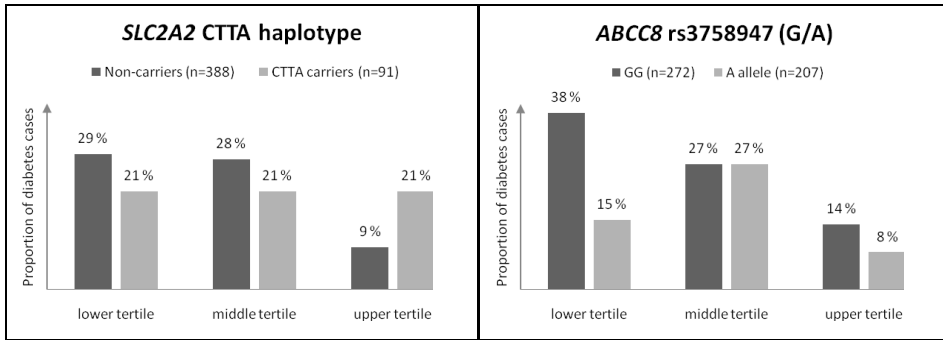 SLC2A2 CTTA haplotype
Non-carriers (n=388) CTTA carriers (n=91)
Proportion of diabetes cases
29 %
21 %
28 %
21 %
9 %
21 %
lower tertile middle tertile upper tertile
ABCC8 rs3758947 (G/A)
GG (n=272) A allele (n=207)
Proportion of diabetes cases
38 %
15 %
27 %
27 %
14 %
8 %
lower tertile middle tertile upper tertile